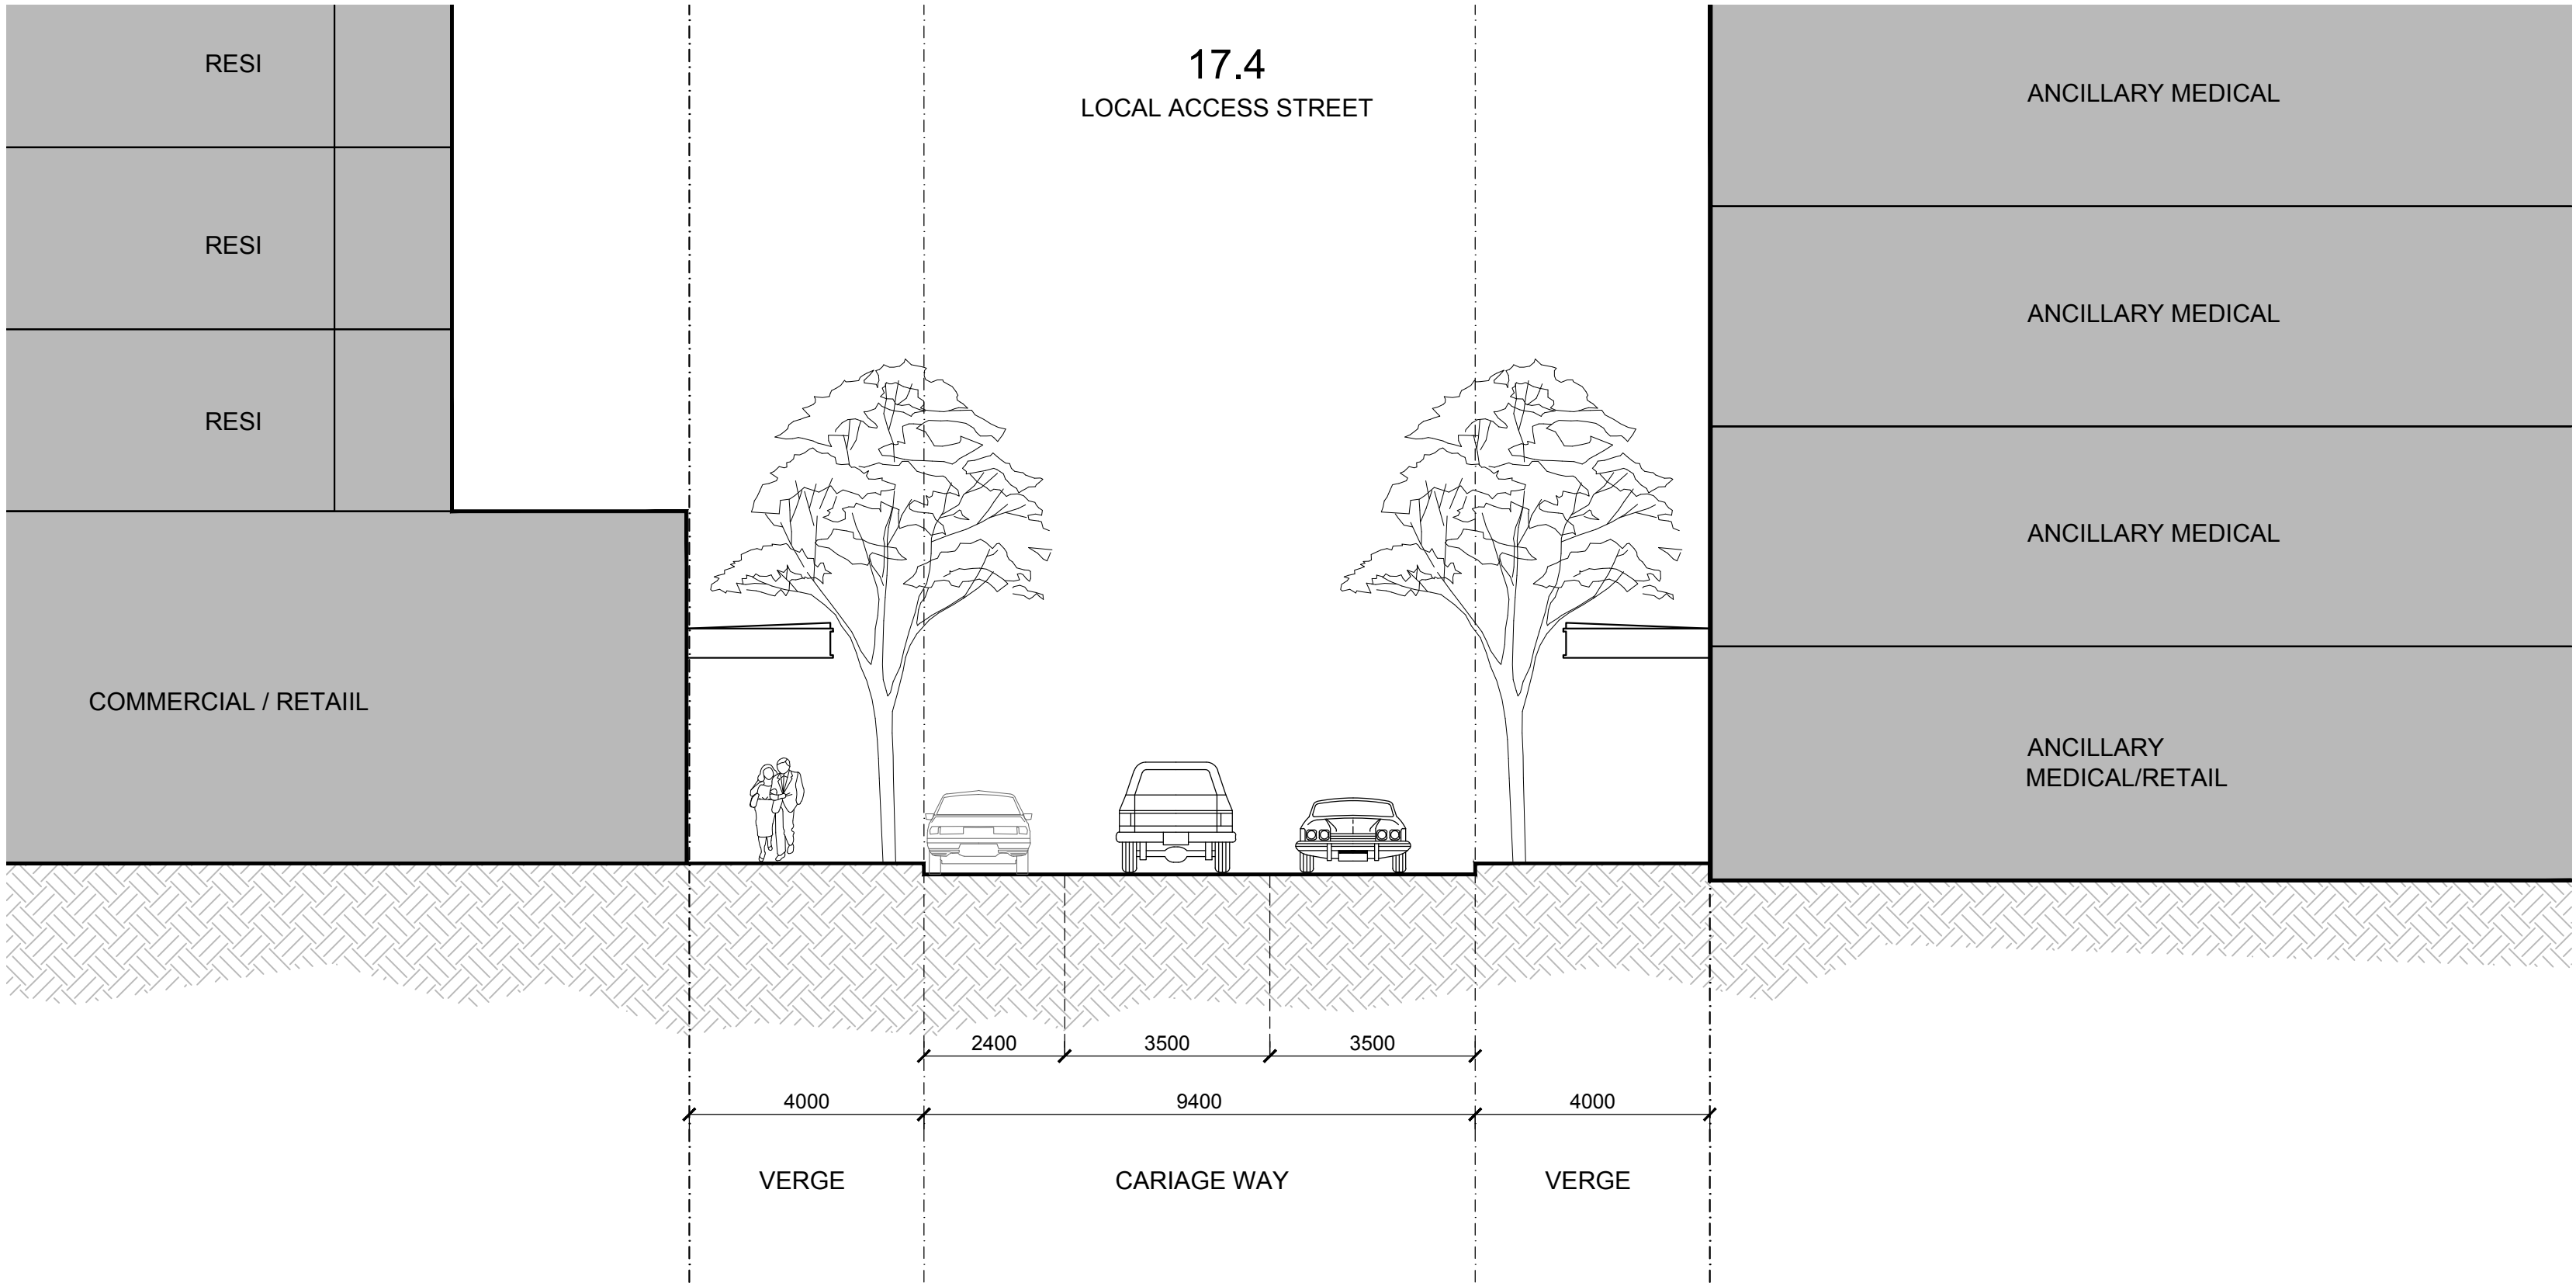 17.4
LOCAL ACCESS STREET
RESI
RESI
RESI
COMMERCIAL / RETAIIL
ANCILLARY MEDICAL
ANCILLARY MEDICAL
ANCILLARY MEDICAL
ANCILLARY
MEDICAL/RETAIL
2400 3500 3500
4000 9400 4000
VERGE CARIAGE WAY VERGE